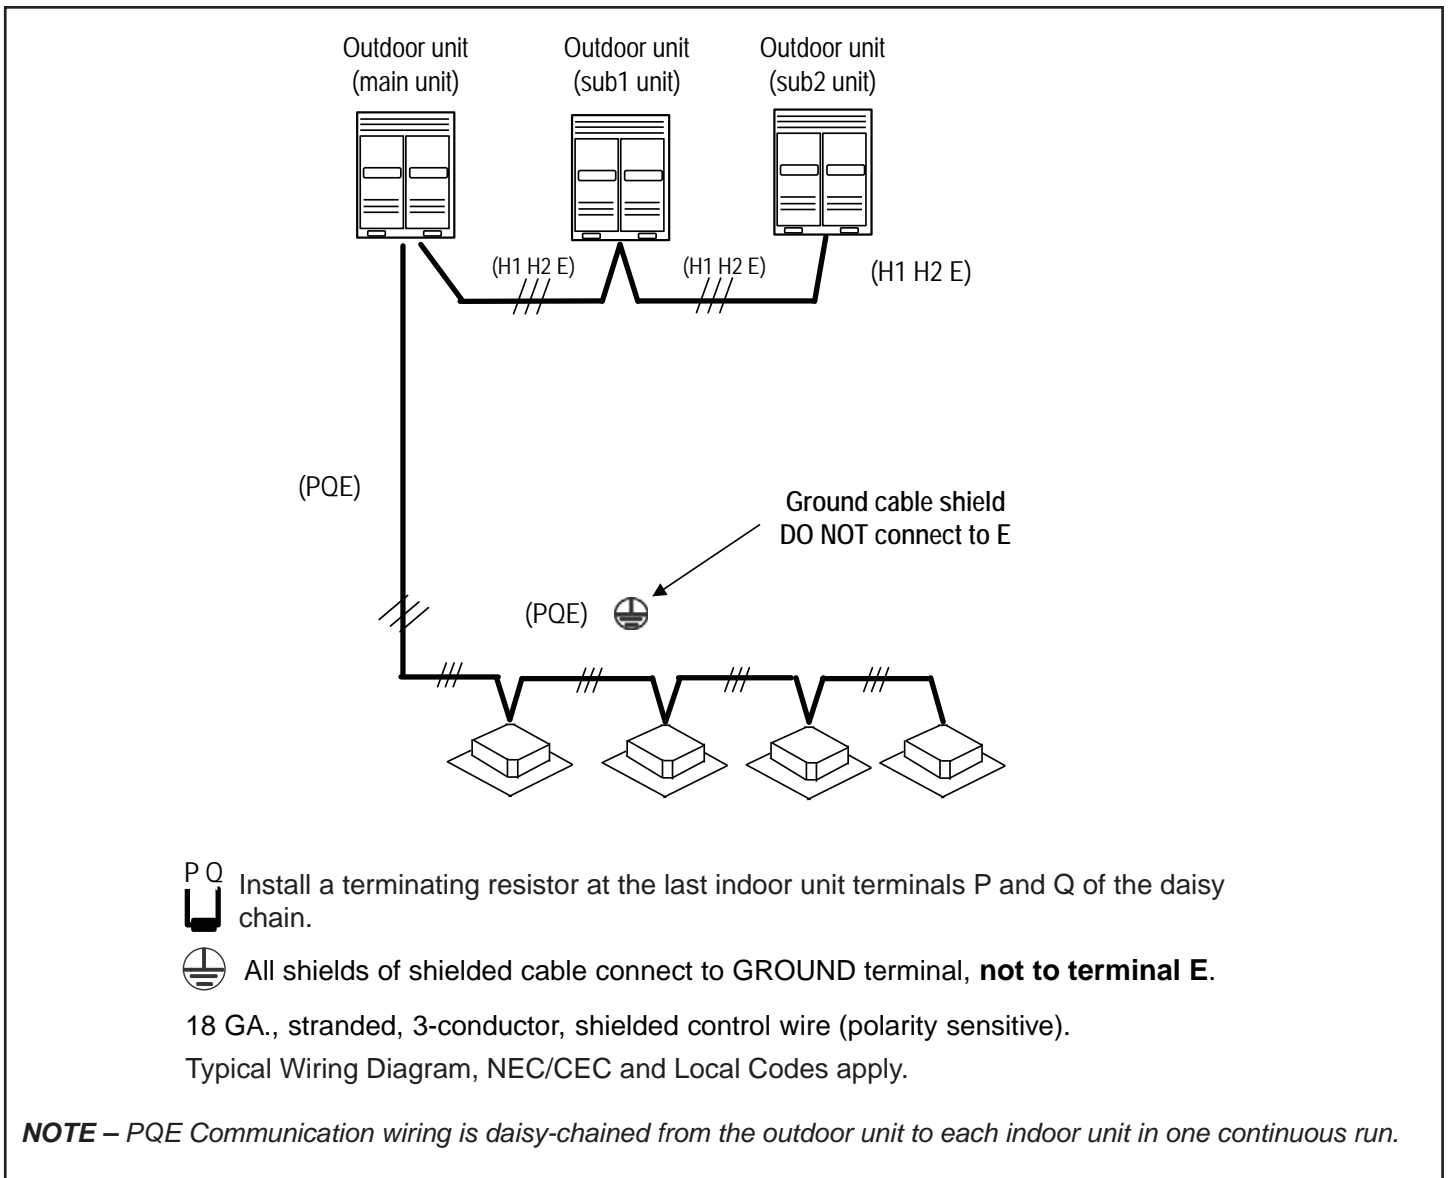 Outdoor unit
(main unit)
Outdoor unit
(sub1 unit)
Outdoor unit
(sub2 unit)
(H1 H2 E)
(H1 H2 E)
(H1 H2 E)
(PQE)
Ground cable shield
DO NOT connect to E
(PQE)
P Q
Install a terminating resistor at the last indoor unit terminals P and Q of the daisy
chain.
All shields of shielded cable connect to GROUND terminal, not to terminal E.
18 GA., stranded, 3-conductor, shielded control wire (polarity sensitive).
Typical Wiring Diagram, NEC/CEC and Local Codes apply.
NOTE – PQE Communication wiring is daisy-chained from the outdoor unit to each indoor unit in one continuous run.